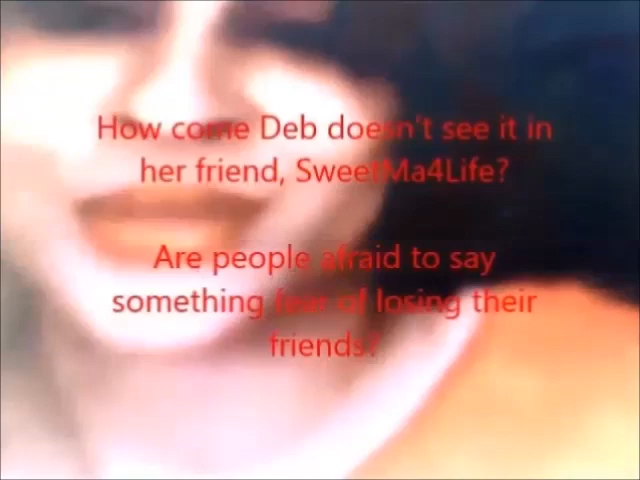 How come Deb doesn't see it in
her friend, SweetMa4Life?
Are people afraid to say
something fear of losing their
friends?